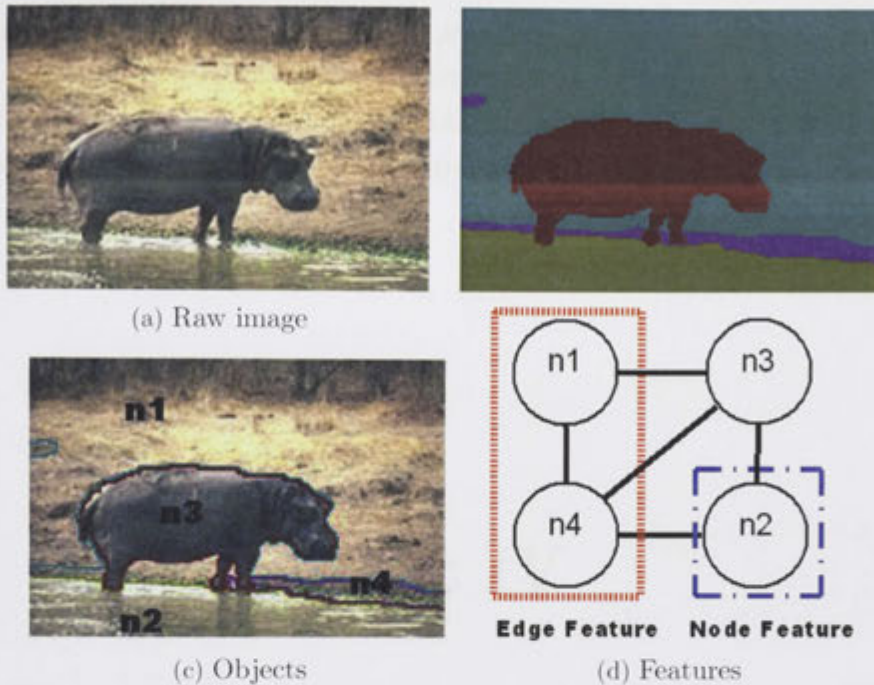 (a) Raw image
n1
n3
n4
n2
(c) Objects
n1
n3
n4
n2
Edge Feature
Node Feature
(d) Features